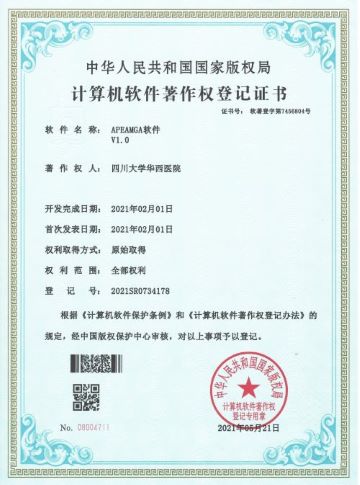 中华人民共和国国家版权局
计算机软件著作权登记证书
证书号： 软著登字第7456804号
软件名称： APEAMGA软件
V1.0
著作权人： 四川大学华西医院
开发完成日期： 2021年02月01日
首次发表日期： 2021年02月01日
权利取得方式： 原始取得
权利范围： 全部权利
登记号： 2021SR0734178
根据《计算机软件保护条例》和《计算机软件著作权登记办法》的
规定，经中国版权保护中心审核，对以上事项予以登记。
中华人民共和国国家版权局
计算机软件著作权
登记专用章
No. 08004711
2021年05月21日